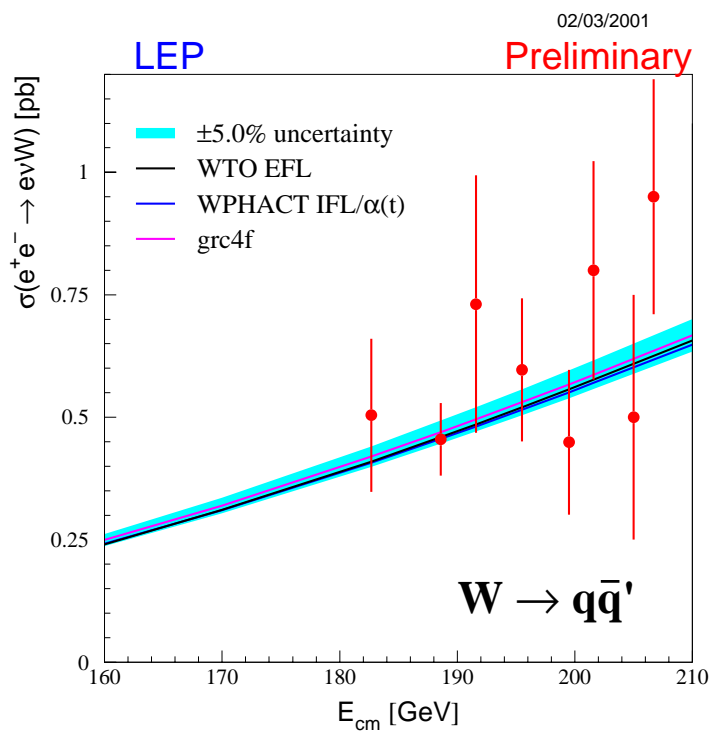 02/03/2001
LEP Preliminary
±5.0% uncertainty
WTO EFL
WPHACT IFL/α(t)
grc4f
σ(e⁺e⁻ → eνW) [pb]
1
0.75
0.5
0.25
0
W → qq̄'
160 170 180 190 200 210
E_cm [GeV]